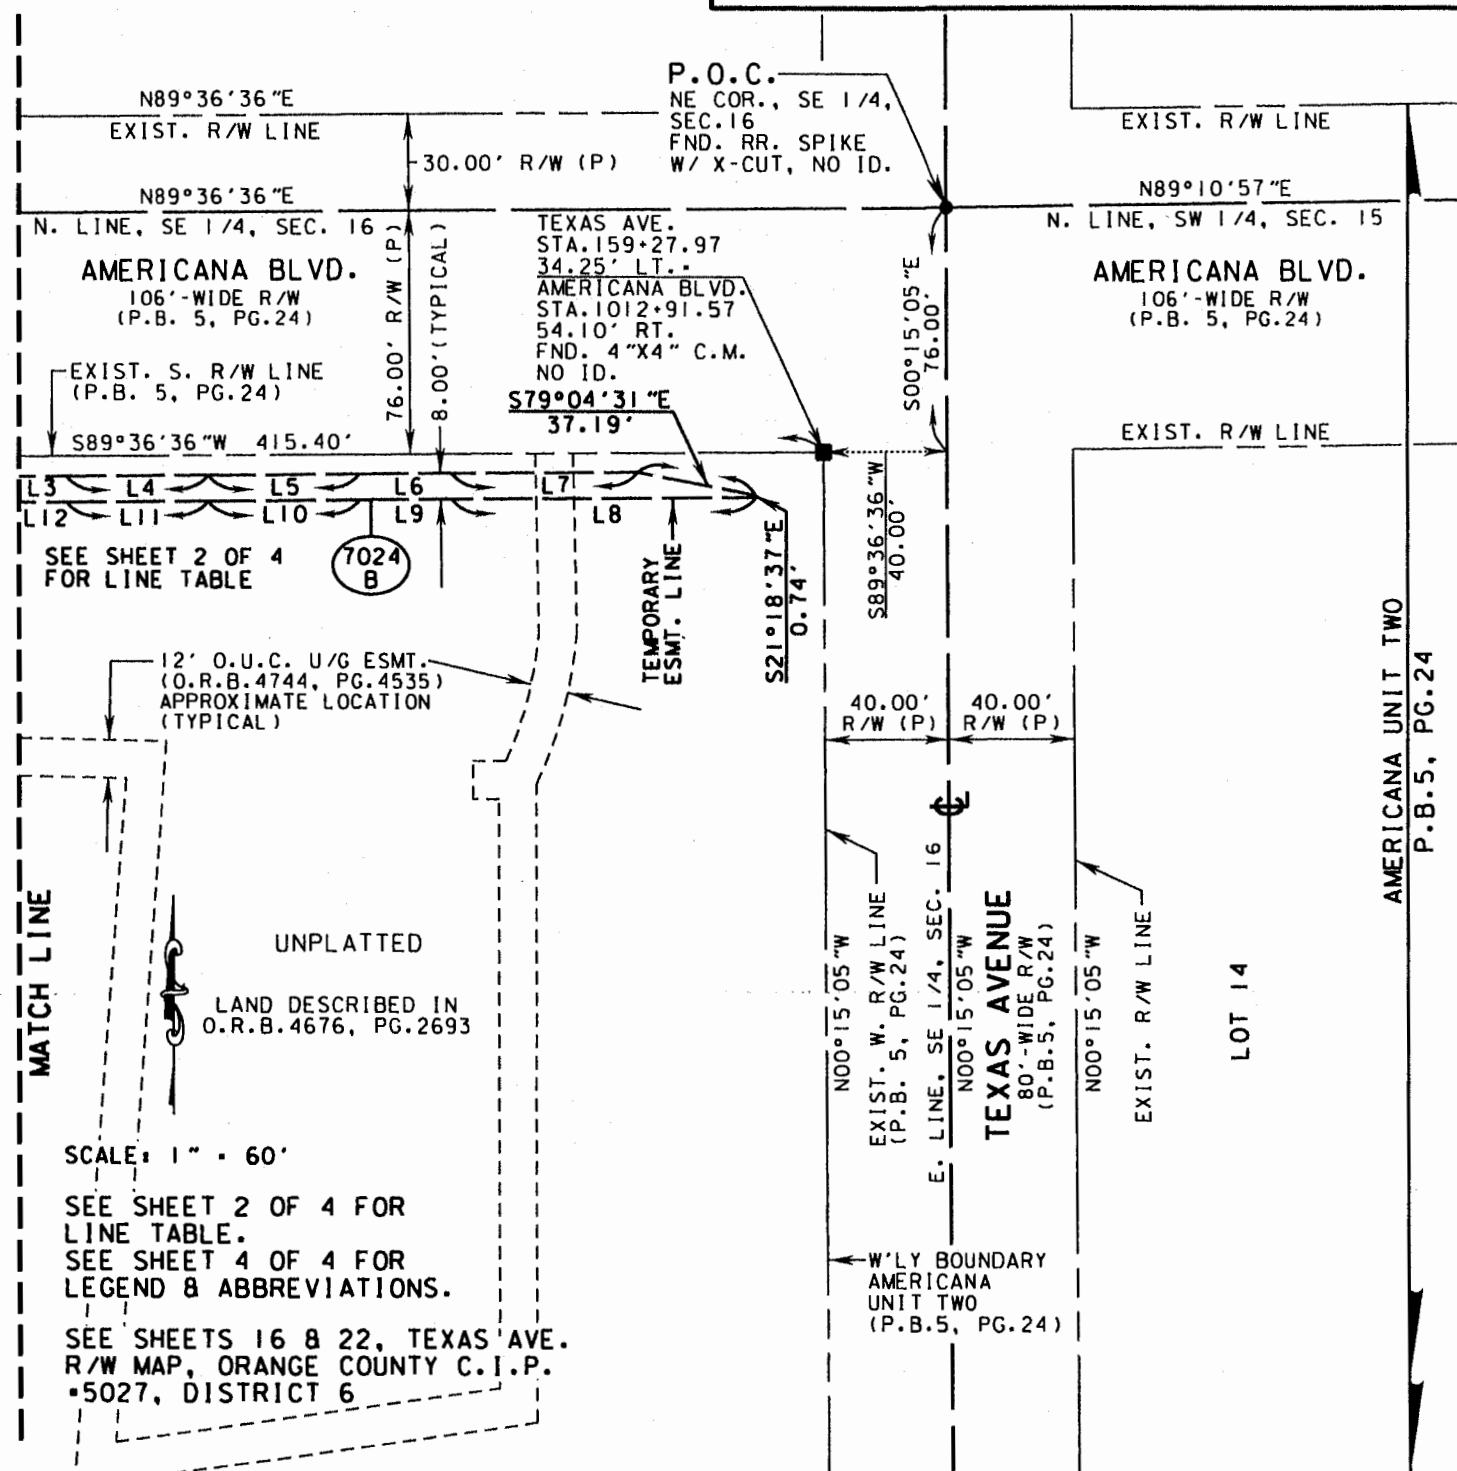 P.O.C.
NE COR., SE 1/4,
SEC.16
FND. RR. SPIKE
W/ X-CUT, NO ID.
N89°36'36"E
EXIST. R/W LINE
30.00' R/W (P)
EXIST. R/W LINE
N89°36'36"E
N. LINE, SE 1/4, SEC. 16
N89°10'57"E
N. LINE, SW 1/4, SEC. 15
AMERICANA BLVD.
106'-WIDE R/W
(P.B. 5, PG.24)
76.00' R/W (P)
8.00'(TYPICAL)
TEXAS AVE.
STA.159+27.97
34.25' LT.
AMERICANA BLVD.
STA.1012+91.57
54.10' RT.
FND. 4"X4" C.M.
NO ID.
S00°15'05"E
76.00'
AMERICANA BLVD.
106'-WIDE R/W
(P.B. 5, PG.24)
EXIST. S. R/W LINE
(P.B. 5, PG.24)
S79°04'31"E
37.19'
S89°36'36"W 415.40'
EXIST. R/W LINE
L3 L4 L5 L6 L7
L12 L11 L10 L9 L8
SEE SHEET 2 OF 4
FOR LINE TABLE
7024
B
TEMPORARY
ESMT. LINE
S21°18'37"E
0.74'
S89°36'36"W
40.00'
12' O.U.C. U/G ESMT.
(O.R.B.4744, PG.4535)
APPROXIMATE LOCATION
(TYPICAL)
40.00'
R/W (P)
40.00'
R/W (P)
AMERICANA UNIT TWO
P.B.5, PG.24
MATCH LINE
UNPLATTED
LAND DESCRIBED IN
O.R.B.4676, PG.2693
N00°15'05"W
EXIST. W. R/W LINE
(P.B. 5, PG.24)
E. LINE, SE 1/4, SEC. 16
N00°15'05"W
TEXAS AVENUE
80'-WIDE R/W
(P.B.5, PG.24)
N00°15'05"W
EXIST. R/W LINE
LOT 14
SCALE: 1" = 60'
SEE SHEET 2 OF 4 FOR
LINE TABLE.
SEE SHEET 4 OF 4 FOR
LEGEND & ABBREVIATIONS.
W'LY BOUNDARY
AMERICANA
UNIT TWO
(P.B.5, PG.24)
SEE SHEETS 16 & 22, TEXAS AVE.
R/W MAP, ORANGE COUNTY C.I.P.
#5027, DISTRICT 6